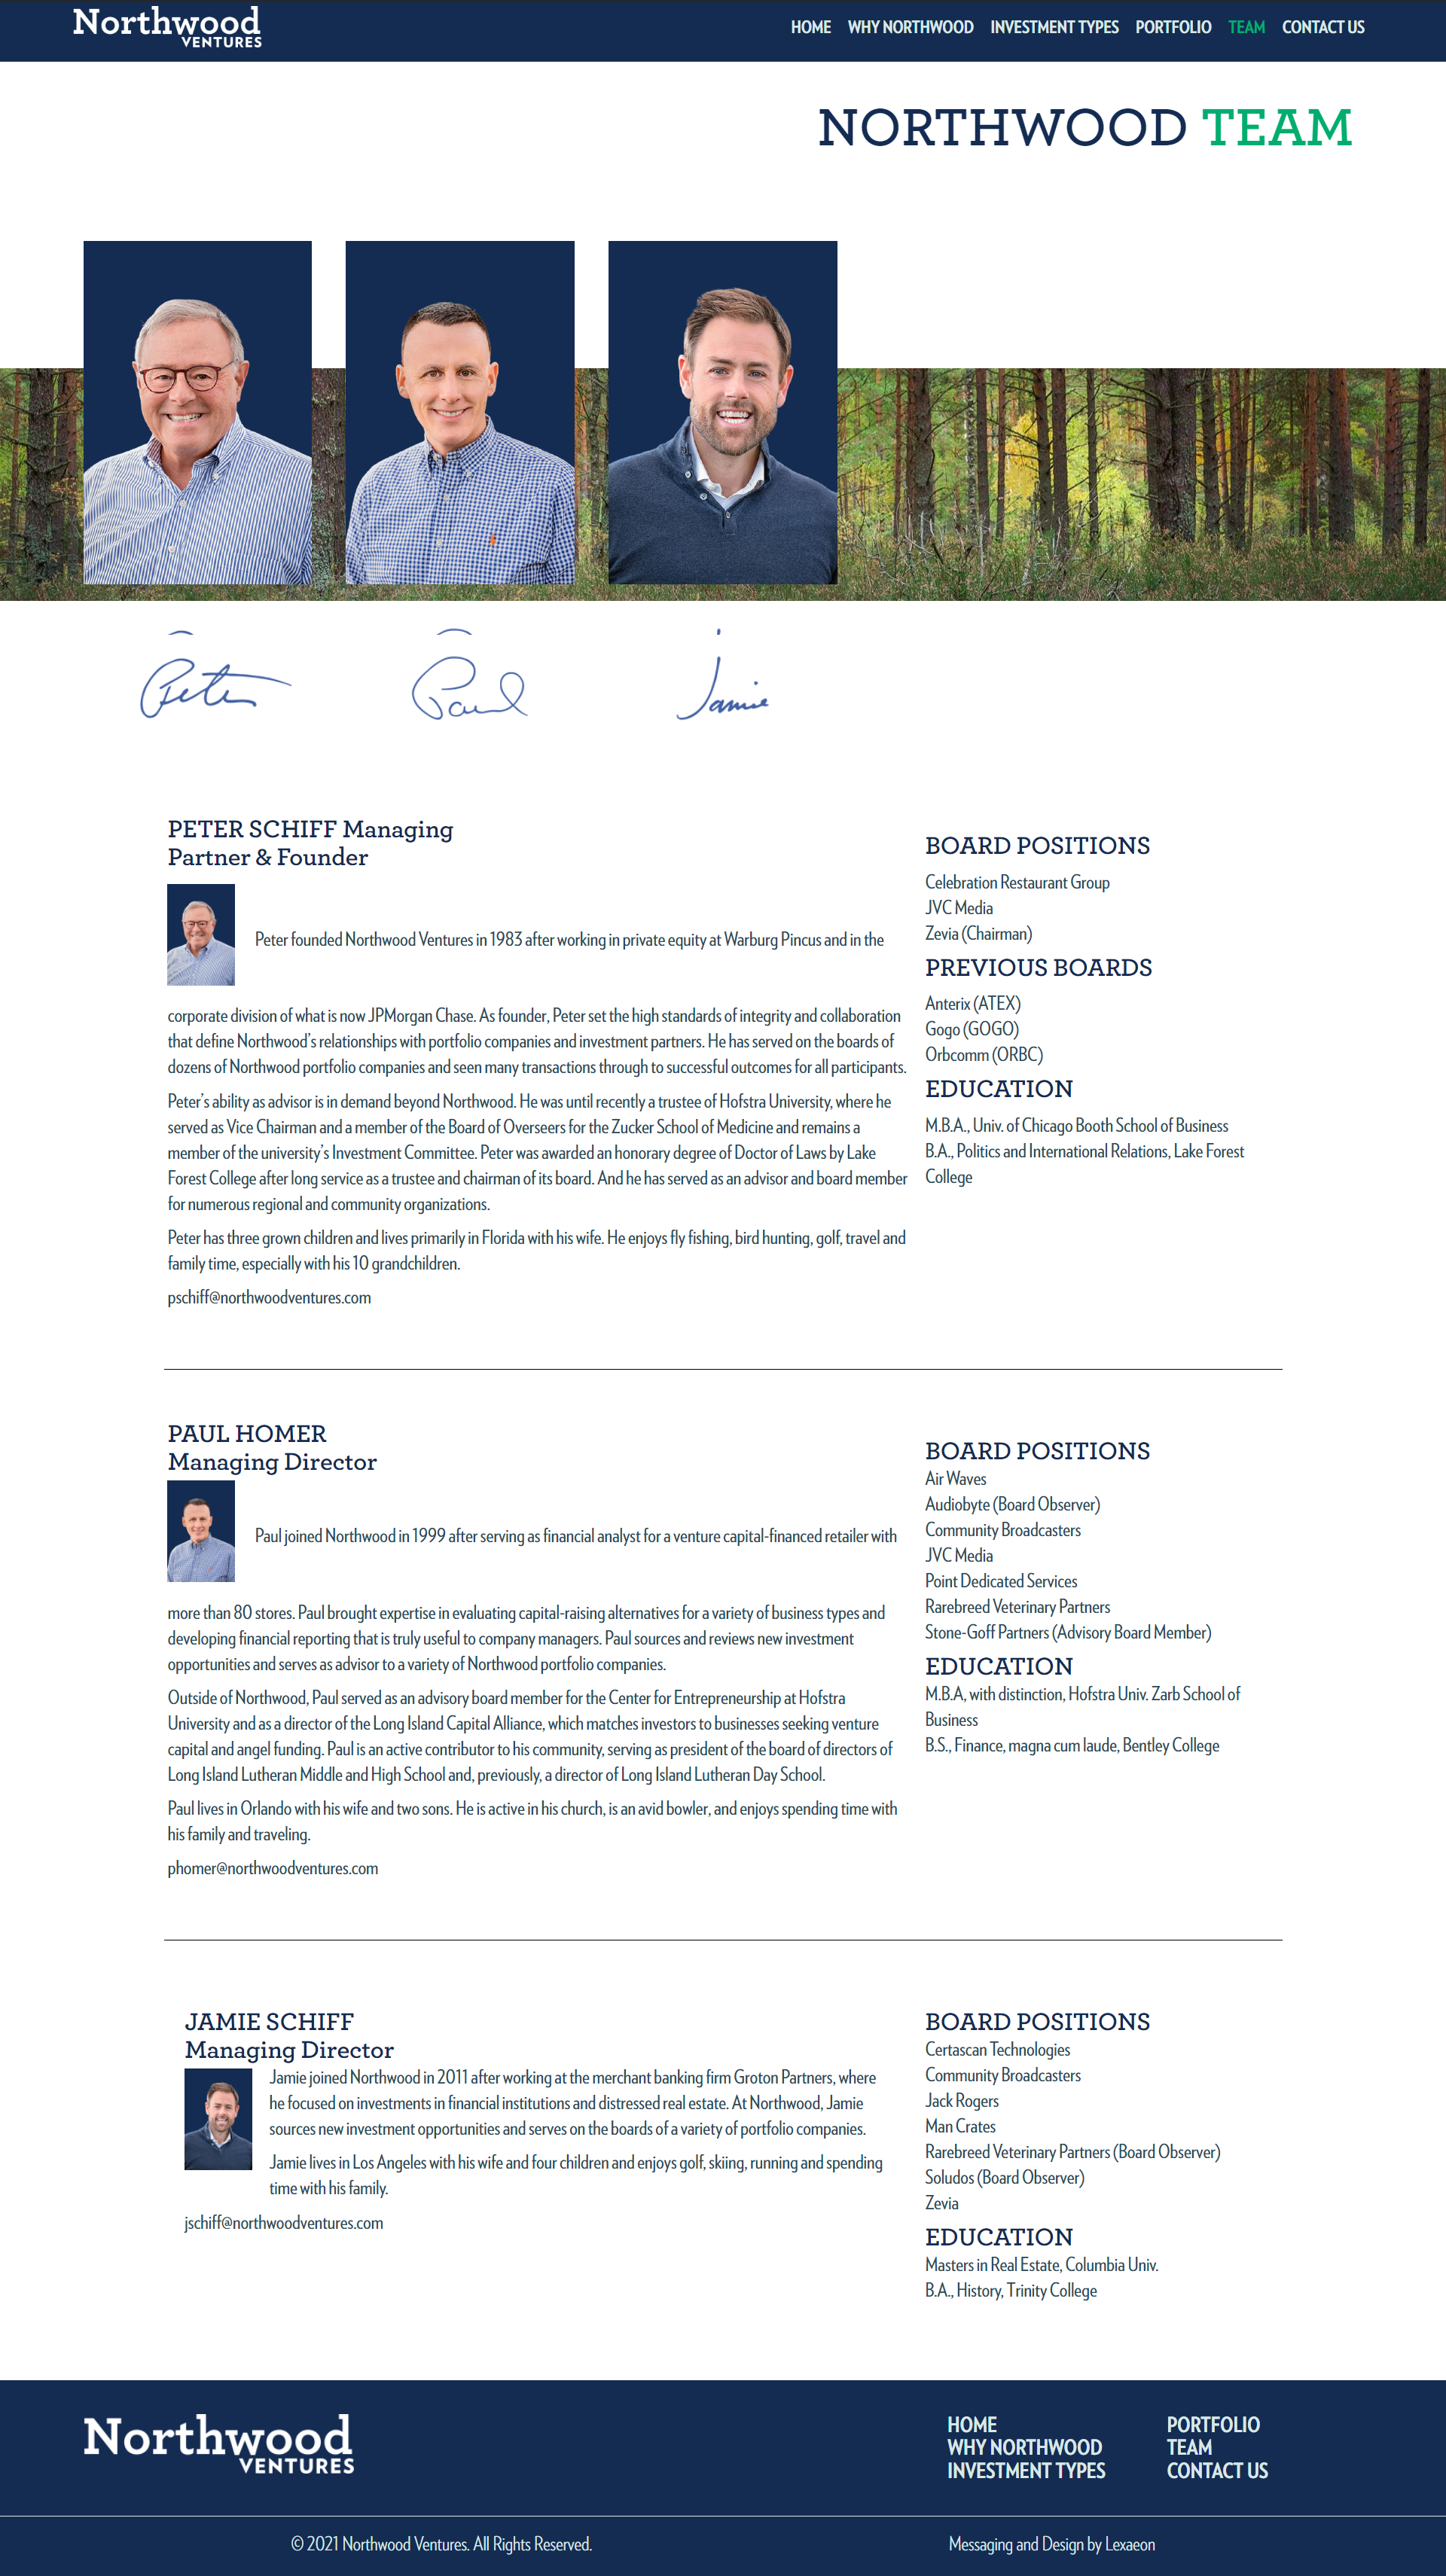 Northwood
VENTURES
HOME WHY NORTHWOOD INVESTMENT TYPES PORTFOLIO TEAM CONTACT US
NORTHWOOD TEAM
Peter Paul Jamie
PETER SCHIFF Managing
Partner & Founder
Peter founded Northwood Ventures in 1983 after working in private equity at Warburg Pincus and in the
corporate division of what is now JPMorgan Chase. As founder, Peter set the high standards of integrity and collaboration
that define Northwood’s relationships with portfolio companies and investment partners. He has served on the boards of
dozens of Northwood portfolio companies and seen many transactions through to successful outcomes for all participants.
Peter’s ability as advisor is in demand beyond Northwood. He was until recently a trustee of Hofstra University, where he
served as Vice Chairman and a member of the Board of Overseers for the Zucker School of Medicine and remains a
member of the university’s Investment Committee. Peter was awarded an honorary degree of Doctor of Laws by Lake
Forest College after long service as a trustee and chairman of its board. And he has served as an advisor and board member
for numerous regional and community organizations.
Peter has three grown children and lives primarily in Florida with his wife. He enjoys fly fishing, bird hunting, golf, travel and
family time, especially with his 10 grandchildren.
pschiff@northwoodventures.com
BOARD POSITIONS
Celebration Restaurant Group
JVC Media
Zevia (Chairman)
PREVIOUS BOARDS
Anterix (ATEX)
Gogo (GOGO)
Orbcomm (ORBC)
EDUCATION
M.B.A., Univ. of Chicago Booth School of Business
B.A., Politics and International Relations, Lake Forest
College
PAUL HOMER
Managing Director
Paul joined Northwood in 1999 after serving as financial analyst for a venture capital-financed retailer with
more than 80 stores. Paul brought expertise in evaluating capital-raising alternatives for a variety of business types and
developing financial reporting that is truly useful to company managers. Paul sources and reviews new investment
opportunities and serves as advisor to a variety of Northwood portfolio companies.
Outside of Northwood, Paul served as an advisory board member for the Center for Entrepreneurship at Hofstra
University and as a director of the Long Island Capital Alliance, which matches investors to businesses seeking venture
capital and angel funding. Paul is an active contributor to his community, serving as president of the board of directors of
Long Island Lutheran Middle and High School and, previously, a director of Long Island Lutheran Day School.
Paul lives in Orlando with his wife and two sons. He is active in his church, is an avid bowler, and enjoys spending time with
his family and traveling.
phomer@northwoodventures.com
BOARD POSITIONS
Air Waves
Audiobyte (Board Observer)
Community Broadcasters
JVC Media
Point Dedicated Services
Rarebreed Veterinary Partners
Stone-Goff Partners (Advisory Board Member)
EDUCATION
M.B.A, with distinction, Hofstra Univ. Zarb School of
Business
B.S., Finance, magna cum laude, Bentley College
JAMIE SCHIFF
Managing Director
Jamie joined Northwood in 2011 after working at the merchant banking firm Groton Partners, where
he focused on investments in financial institutions and distressed real estate. At Northwood, Jamie
sources new investment opportunities and serves on the boards of a variety of portfolio companies.
Jamie lives in Los Angeles with his wife and four children and enjoys golf, skiing, running and spending
time with his family.
jschiff@northwoodventures.com
BOARD POSITIONS
Certascan Technologies
Community Broadcasters
Jack Rogers
Man Crates
Rarebreed Veterinary Partners (Board Observer)
Soludos (Board Observer)
Zevia
EDUCATION
Masters in Real Estate, Columbia Univ.
B.A., History, Trinity College
Northwood
VENTURES
HOME
WHY NORTHWOOD
INVESTMENT TYPES
PORTFOLIO
TEAM
CONTACT US
© 2021 Northwood Ventures. All Rights Reserved.
Messaging and Design by Lexaeon